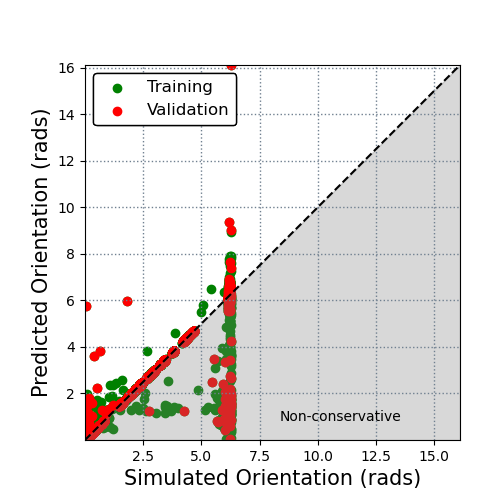 16
14
12
10
8
6
4
2
Predicted Orientation (rads)
Training
Validation
Non-conservative
2.5 5.0 7.5 10.0 12.5 15.0
Simulated Orientation (rads)